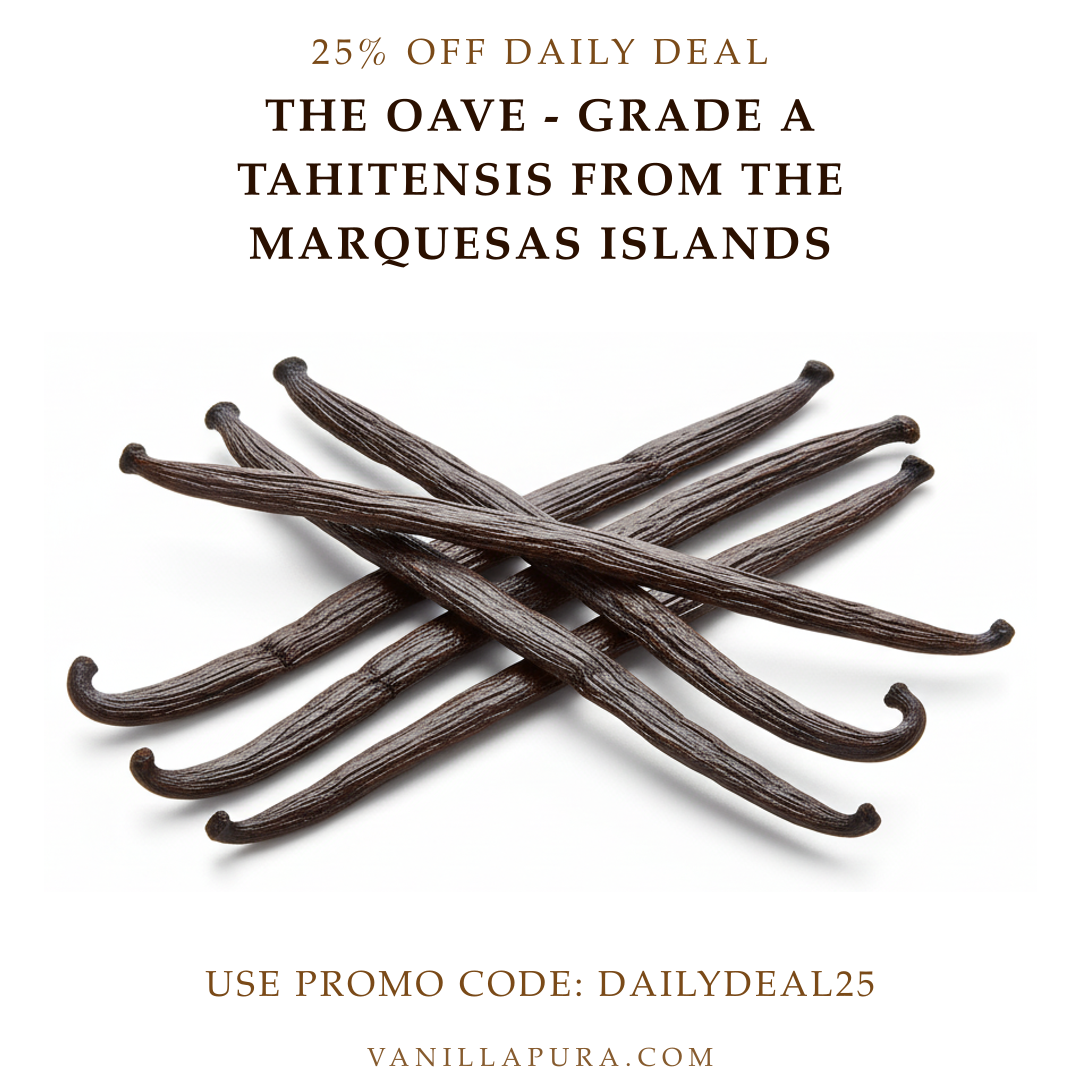 25% OFF DAILY DEAL
THE OAVE - GRADE A
TAHITENSIS FROM THE
MARQUESAS ISLANDS
USE PROMO CODE: DAILYDEAL25
VANILLAPURA.COM